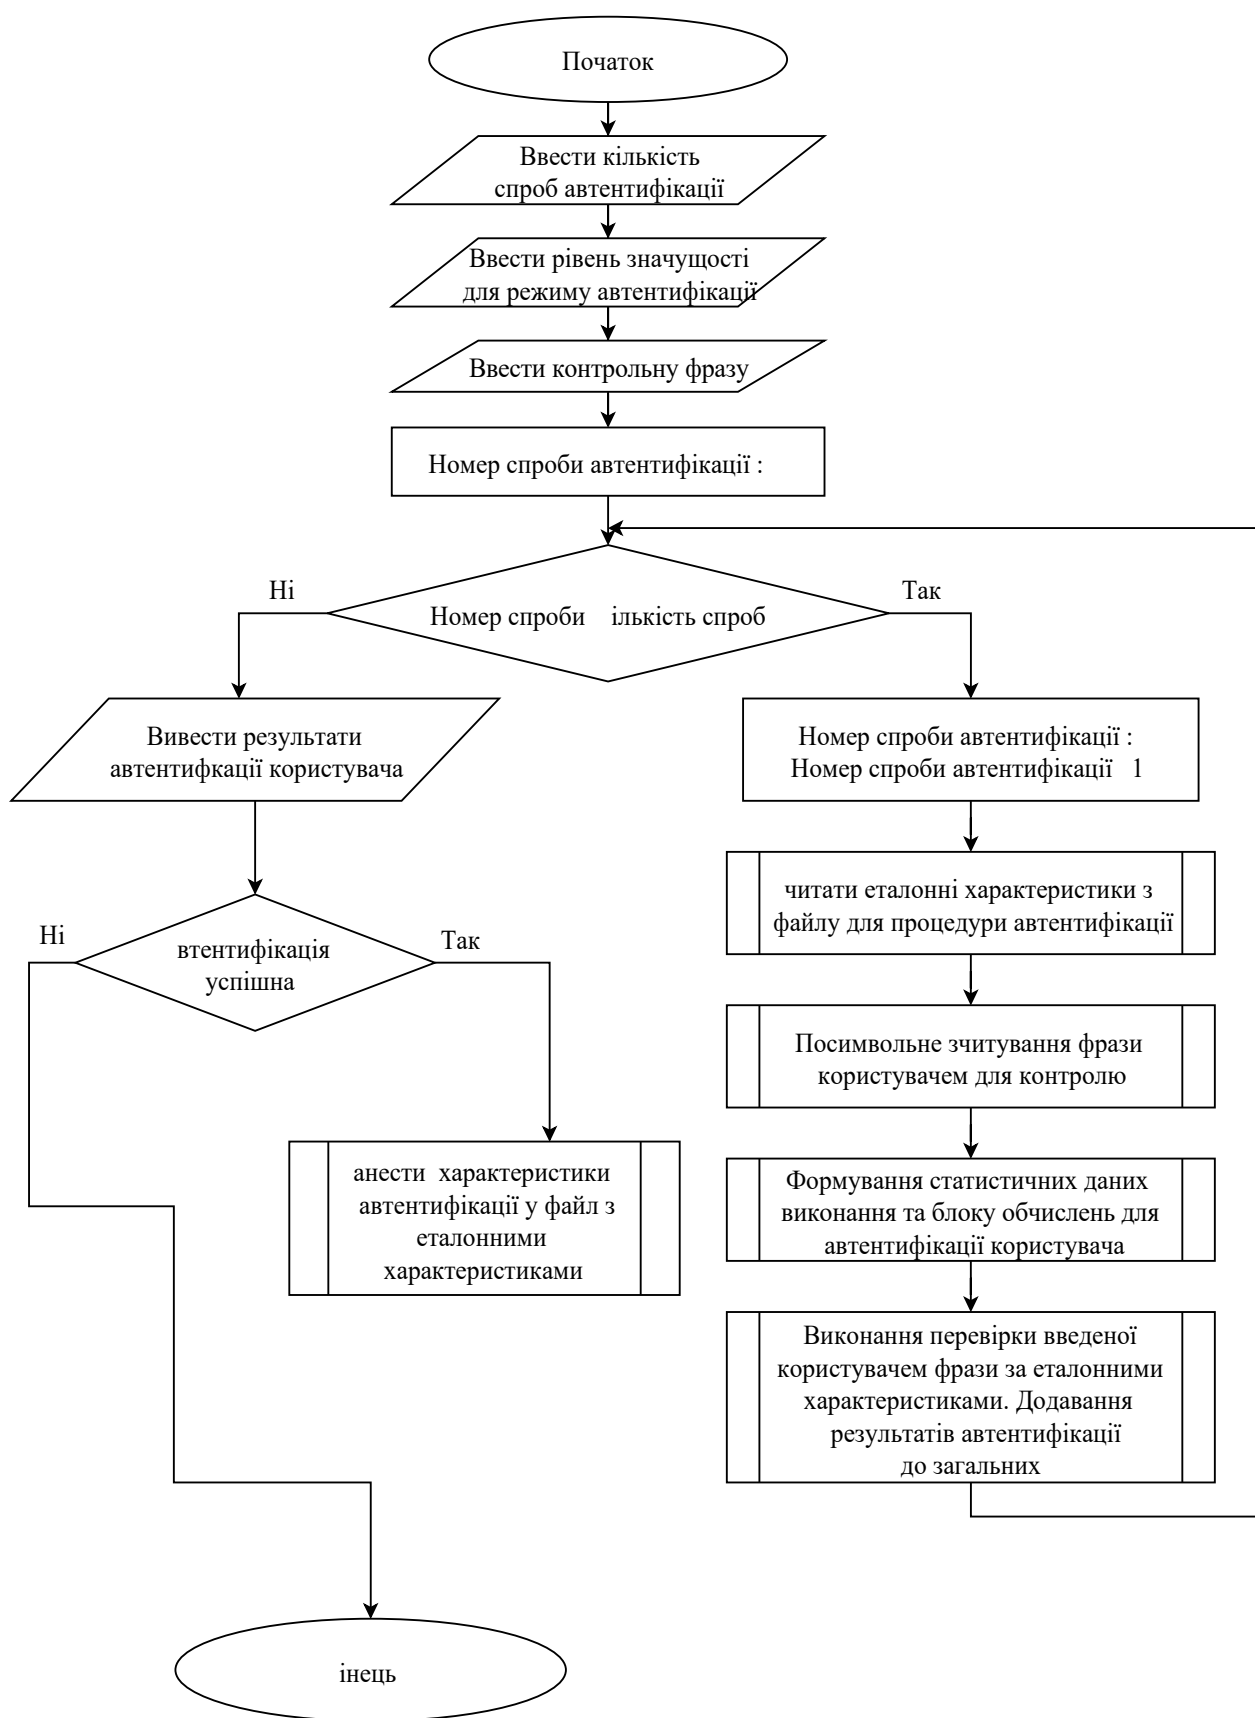 Початок
Ввести кількість
спроб автентифікації
Ввести рівень значущості
для режиму автентифікації
Ввести контрольну фразу
Номер спроби автентифікації :
Ні
Так
Номер спроби ількість спроб
Вивести результати
автентифкації користувача
Номер спроби автентифікації :
Номер спроби автентифікації 1
читати еталонні характеристики з
файлу для процедури автентифікації
Ні
Так
втентифікація
успішна
Посимвольне зчитування фрази
користувачем для контролю
анести характеристики
автентифікації у файл з
еталонними
характеристиками
Формування статистичних даних
виконання та блоку обчислень для
автентифікації користувача
Виконання перевірки введеної
користувачем фрази за еталонними
характеристиками. Додавання
результатів автентифікації
до загальних
інець